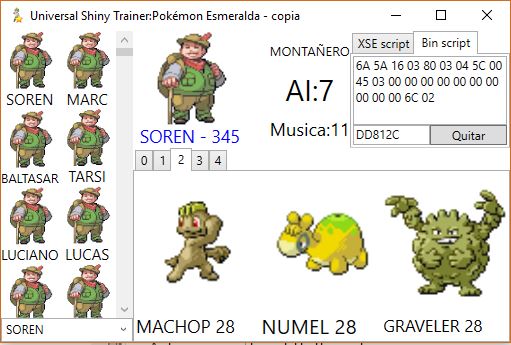 Universal Shiny Trainer:Pokémon Esmeralda - copia
SOREN MARC
BALTASAR TARSI
LUCIANO LUCAS
SOREN
SOREN - 345
MONTAÑERO
AI:7
Musica:11
XSE script Bin script
6A 5A 16 03 80 03 04 5C 00
45 03 00 00 00 00 00 00 00
00 00 00 6C 02
DD812C Quitar
0 1 2 3 4
MACHOP 28 NUMEL 28 GRAVELER 28